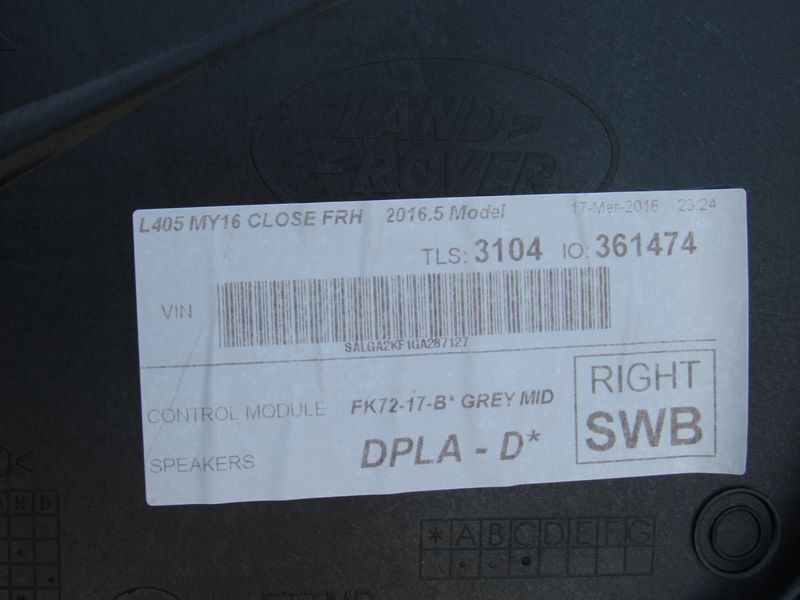 LAND
ROVER
L405 MY16 CLOSE FRH 2016.5 Model 17-Mar-2016 23:24
TLS: 3104 IO: 361474
VIN
SALGA2KF1GA287127
CONTROL MODULE FK72-17-B* GREY MID
SPEAKERS DPLA - D*
RIGHT
SWB
N D
* A B C D E F G